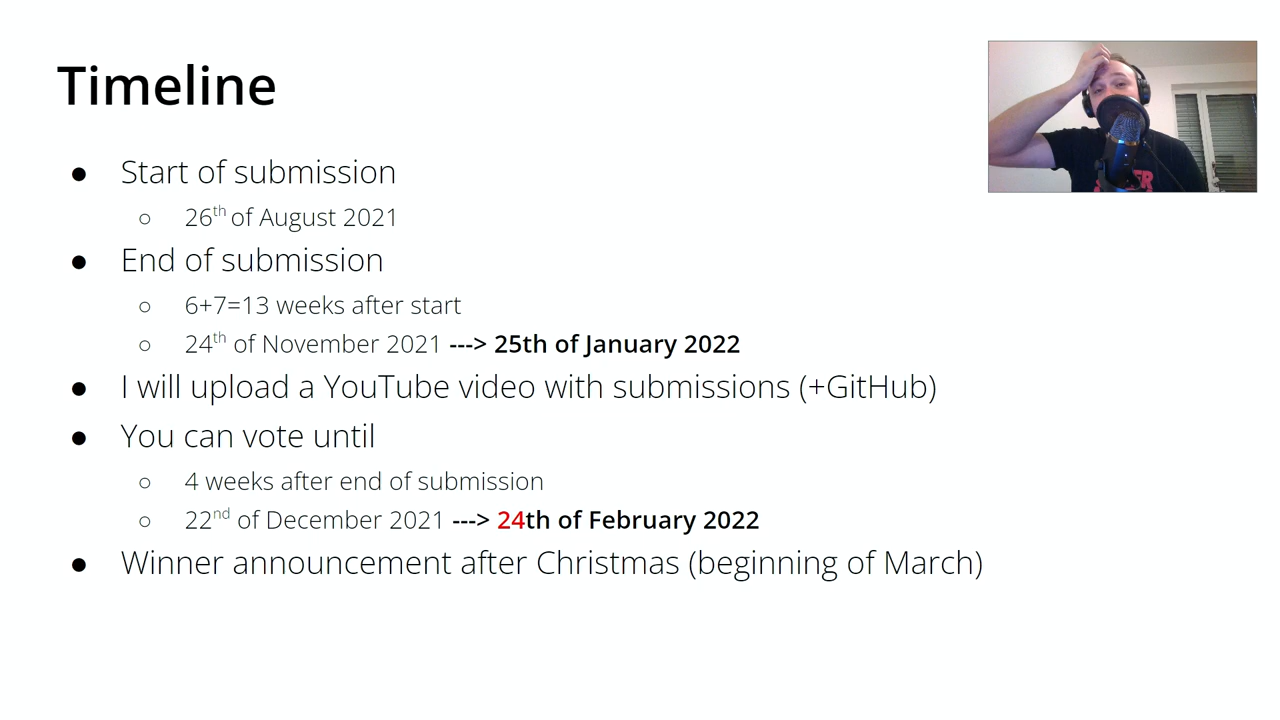 Timeline
● Start of submission
○ 26th of August 2021
● End of submission
○ 6+7=13 weeks after start
○ 24th of November 2021 ---> 25th of January 2022
● I will upload a YouTube video with submissions (+GitHub)
● You can vote until
○ 4 weeks after end of submission
○ 22nd of December 2021 ---> 24th of February 2022
● Winner announcement after Christmas (beginning of March)